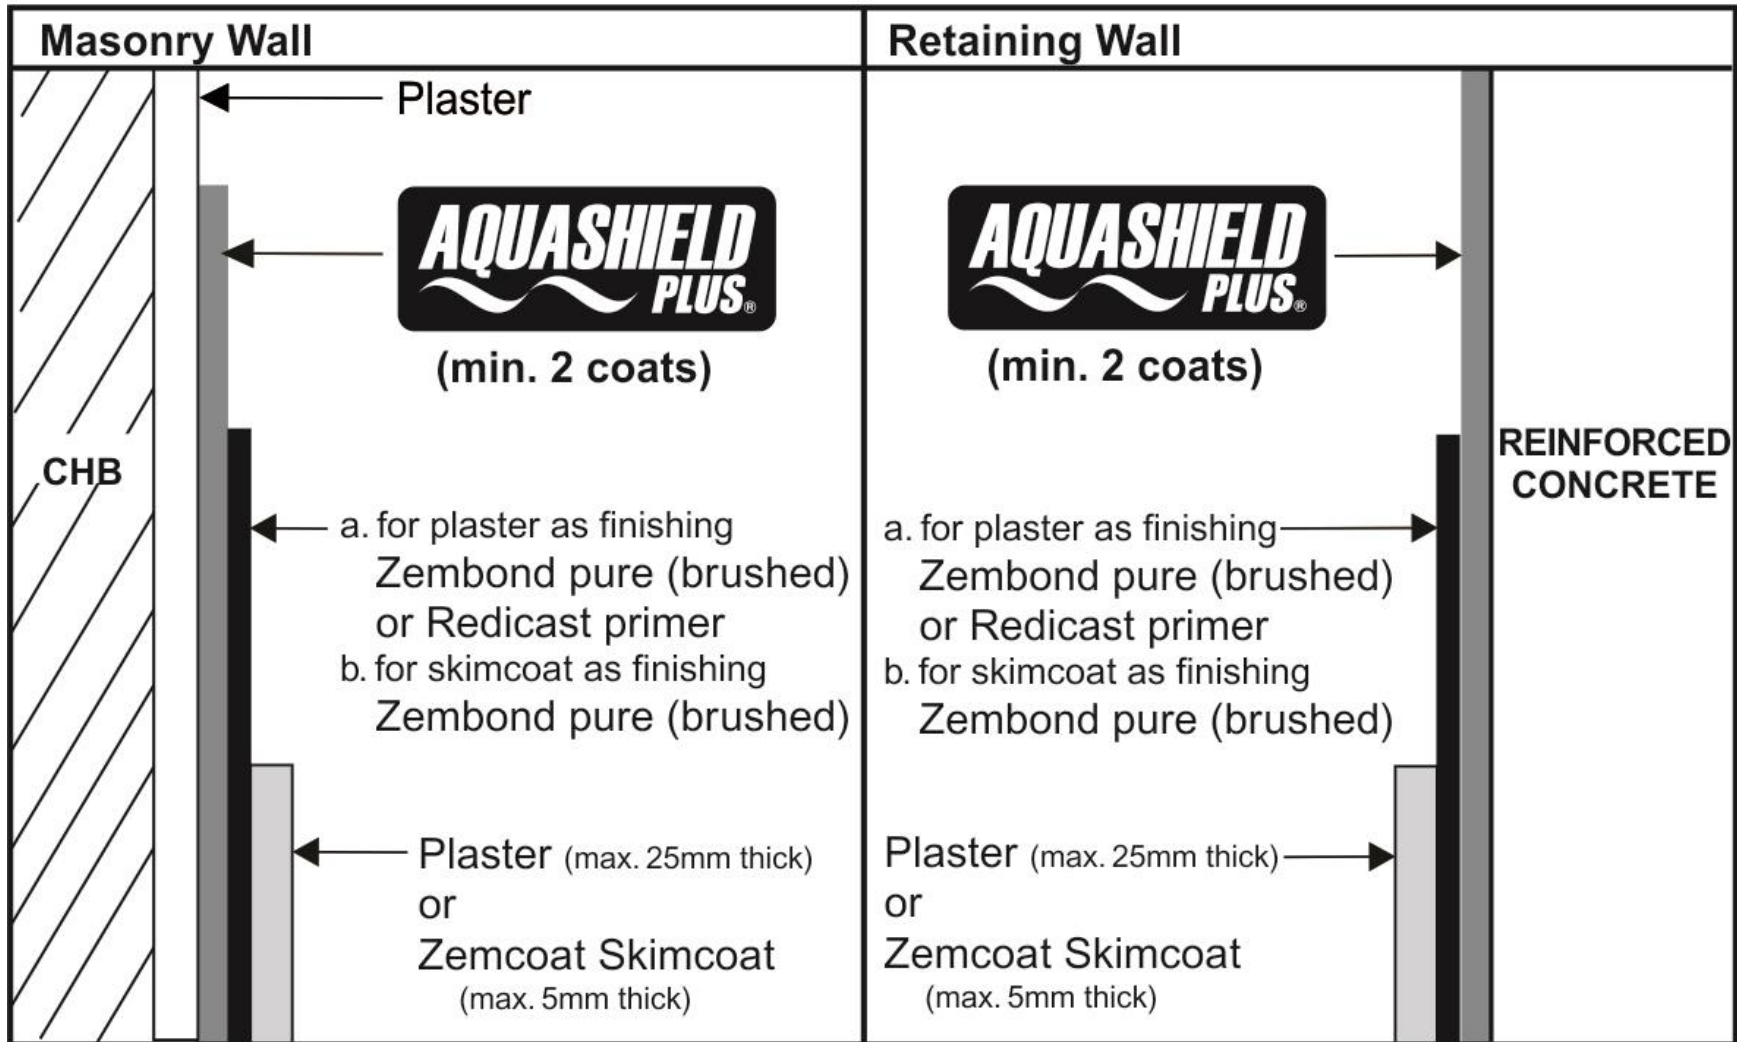 Masonry Wall
Plaster
AQUASHIELD
PLUS®
(min. 2 coats)
CHB
a. for plaster as finishing
Zembond pure (brushed)
or Redicast primer
b. for skimcoat as finishing
Zembond pure (brushed)
Plaster (max. 25mm thick)
or
Zemcoat Skimcoat
(max. 5mm thick)
Retaining Wall
AQUASHIELD
PLUS®
(min. 2 coats)
REINFORCED
CONCRETE
a. for plaster as finishing
Zembond pure (brushed)
or Redicast primer
b. for skimcoat as finishing
Zembond pure (brushed)
Plaster (max. 25mm thick)
or
Zemcoat Skimcoat
(max. 5mm thick)